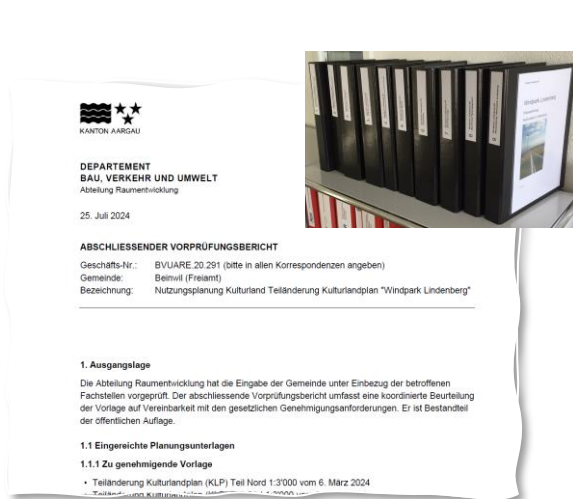 KANTON AARGAU
DEPARTEMENT
BAU, VERKEHR UND UMWELT
Abteilung Raumentwicklung
25. Juli 2024
ABSCHLIESSENDER VORPRÜFUNGSBERICHT
Geschäfts-Nr.: BVUARE.20.291 (bitte in allen Korrespondenzen angeben)
Gemeinde: Beinwil (Freiamt)
Bezeichnung: Nutzungsplanung Kulturland Teiländerung Kulturlandplan "Windpark Lindenberg"
1. Ausgangslage
Die Abteilung Raumentwicklung hat die Eingabe der Gemeinde unter Einbezug der betroffenen
Fachstellen vorgeprüft. Der abschliessende Vorprüfungsbericht umfasst eine koordinierte Beurteilung
der Vorlage auf Vereinbarkeit mit den gesetzlichen Genehmigungsanforderungen. Er ist Bestandteil
der öffentlichen Auflage.
1.1 Eingereichte Planungsunterlagen
1.1.1 Zu genehmigende Vorlage
• Teiländerung Kulturlandplan (KLP) Teil Nord 1:3'000 vom 6. März 2024
Windpark Lindenberg